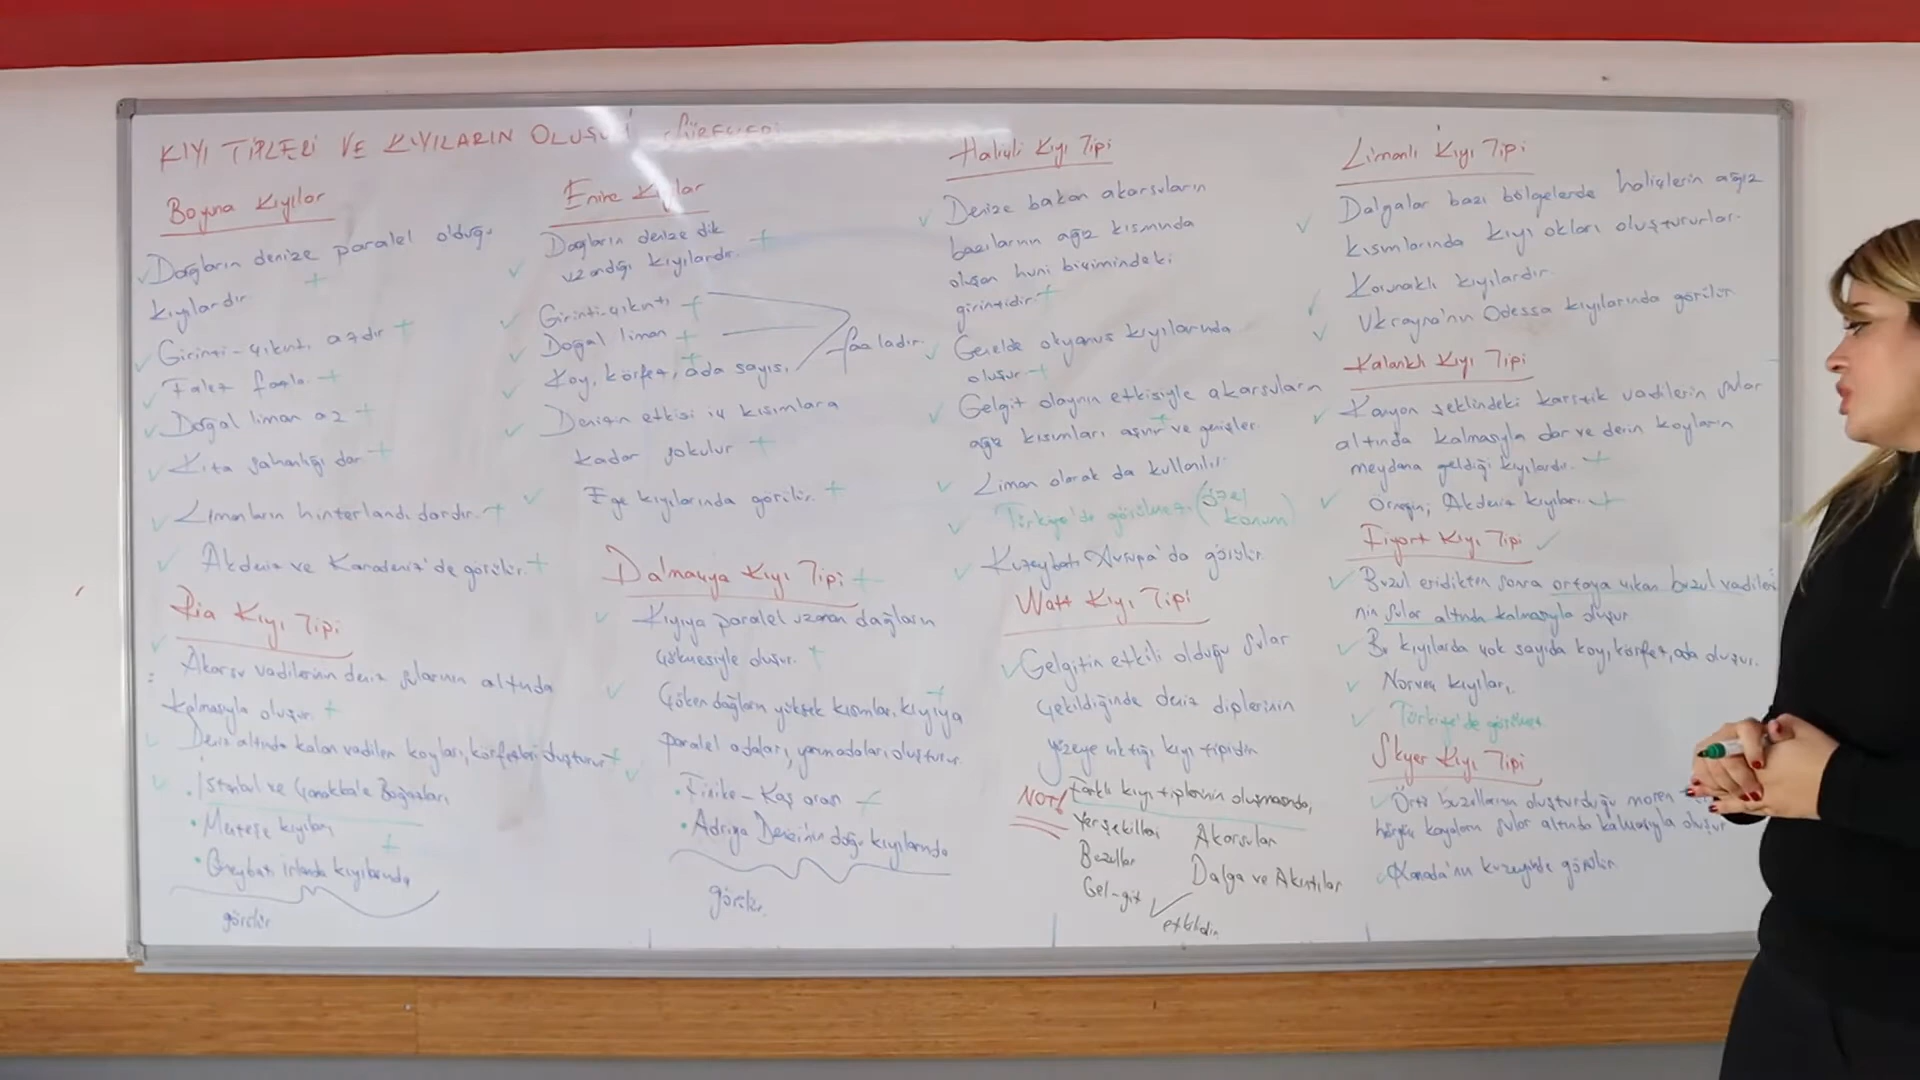 KIYI TİPLERİ VE KIYILARIN OLUŞUM SÜREÇLERİ
Boyuna Kıyılar
Dağların denize paralel olduğu
kıyılardır.
Girinti-çıkıntı azdır
Falez fazla
Doğal liman az
Kıta sahanlığı dar
Limanların hinterlandı dardır.
Akdeniz ve Karadeniz'de görülür.
Ria Kıyı Tipi
Akarsu vadilerinin deniz sularının altında
kalmasıyla oluşur.
Deniz altında kalan vadiler koyları, körfezleri oluşturur
. İstanbul ve Çanakkale Boğazları
. Menteşe kıyıları
. Güneybatı irlanda kıyılarında
görülür
Enine Kıyılar
Dağların denize dik
uzandığı kıyılardır.
Girinti-çıkıntı
Doğal liman
Koy, körfez, ada sayısı
fazladır.
Denizin etkisi iç kısımlara
kadar sokulur
Ege kıyılarında görülür.
Dalmaçya Kıyı Tipi
Kıyıya paralel uzanan dağların
çökmesiyle oluşur.
Çöken dağların yüksek kısımları kıyıya
paralel adaları, yarımadaları oluşturur.
. Finike - Kaş arası
. Adriya Denizi'nin doğu kıyılarında
görülür.
Haliçli Kıyı Tipi
Denize bakan akarsuların
bazılarının ağız kısmında
oluşan huni biçimindeki
girintidir.
Genelde okyanus kıyılarında
oluşur
Gelgit olayının etkisiyle akarsuların
ağız kısımları aşınır ve genişler.
Liman olarak da kullanılır.
Türkiye'de görülmez. (özel
konum)
Kuzeybatı Avrupa'da görülür.
Watt Kıyı Tipi
Gelgitin etkili olduğu sular
çekildiğinde deniz diplerinin
yüzeye çıktığı kıyı tipidir
NOT! Farklı kıyı tiplerinin oluşmasında,
Yerşekilleri Akarsular
Buzullar Dalga ve Akıntılar
Gel-git
etkilidir.
Limanlı Kıyı Tipi
Dalgalar bazı bölgelerde haliçlerin ağız
kısımlarında kıyı okları oluştururlar.
Korunaklı kıyılardır.
Ukrayna'nın Odessa kıyılarında görülür.
Kalanklı Kıyı Tipi
Kanyon şeklindeki karstik vadilerin sular
altında kalmasıyla dar ve derin koyların
meydana geldiği kıyılardır.
Örneğin; Akdeniz kıyıları.
Fiyort Kıyı Tipi
Buzul eridikten sonra ortaya çıkan buzul vadileri
nin sular altında kalmasıyla oluşur
Bu kıyılarda çok sayıda koy, körfez, ada oluşur.
Norveç kıyıları,
Türkiye'de görülmez
Skyer Kıyı Tipi
Örtü buzullarının oluşturduğu moren
hörgüç kayaların sular altında kalmasıyla oluşur
Kanada'nın kuzeyinde görülür.